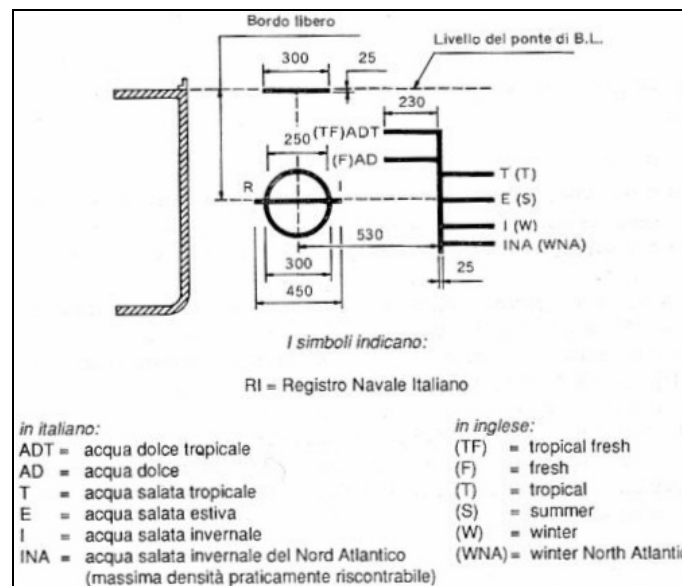 Bordo libero
Livello del ponte di B.L.
300
25
230
(TF)ADT
250
(F)AD
T (T)
R
I
E (S)
I (W)
530
INA (WNA)
300
25
450
I simboli indicano:
RI = Registro Navale Italiano
in italiano:
ADT = acqua dolce tropicale
AD = acqua dolce
T = acqua salata tropicale
E = acqua salata estiva
I = acqua salata invernale
INA = acqua salata invernale del Nord Atlantico
(massima densità praticamente riscontrabile)
in inglese:
(TF) = tropical fresh
(F) = fresh
(T) = tropical
(S) = summer
(W) = winter
(WNA) = winter North Atlantic